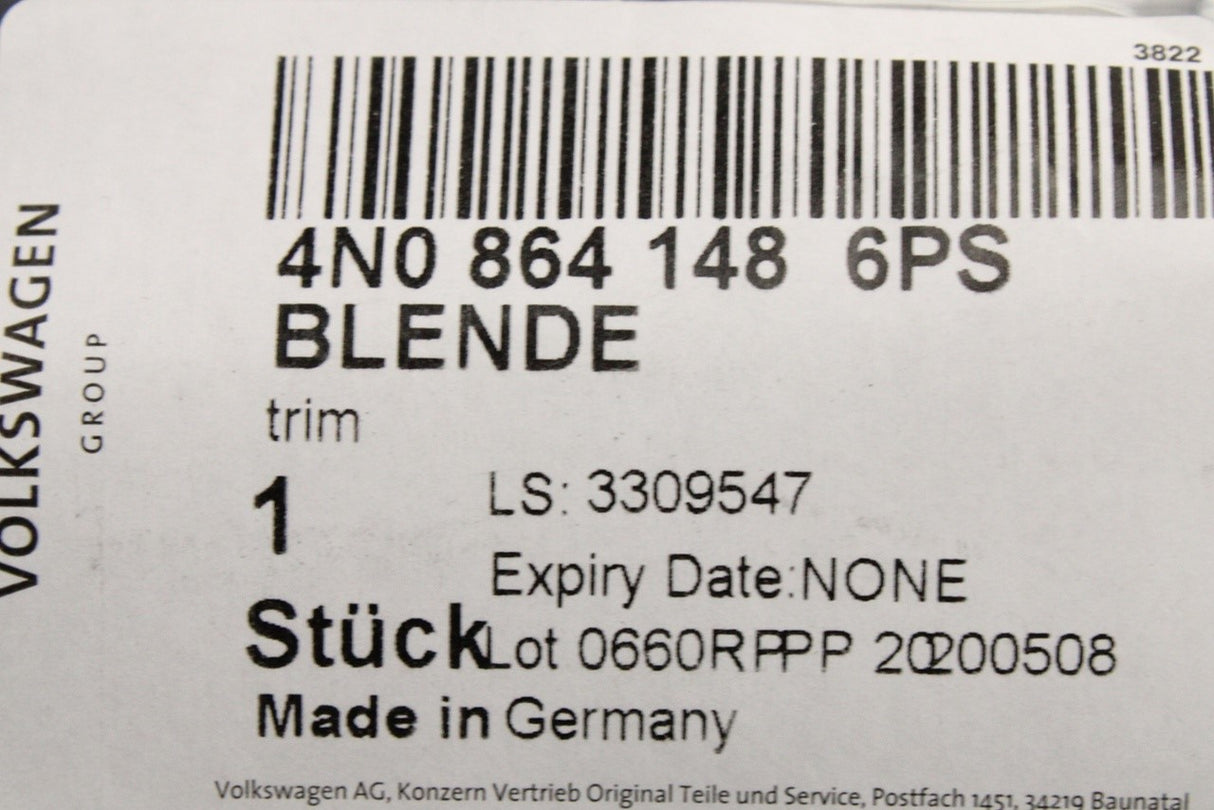 3822
VOLKSWAGEN
GROUP
4N0 864 148 6PS
BLENDE
trim
1
LS: 3309547
Expiry Date:NONE
Stück
Lot 0660RPPP 20200508
Made in Germany
Volkswagen AG, Konzern Vertrieb Original Teile und Service, Postfach 1451, 34219 Baunatal